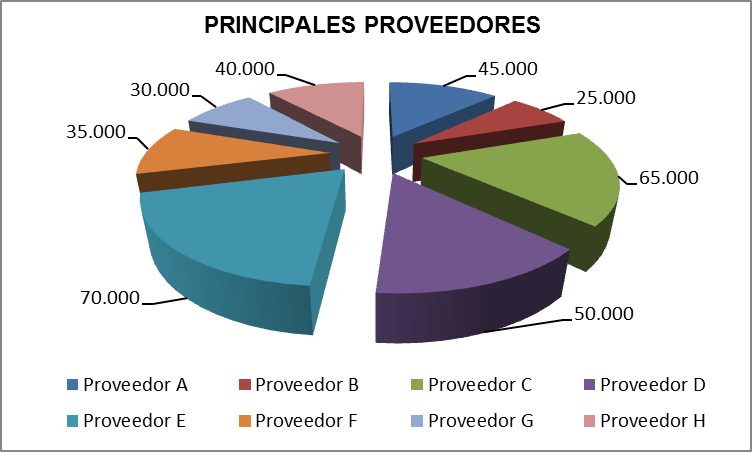 PRINCIPALES PROVEEDORES
40.000
45.000
30.000
25.000
35.000
65.000
70.000
50.000
Proveedor A
Proveedor B
Proveedor C
Proveedor D
Proveedor E
Proveedor F
Proveedor G
Proveedor H